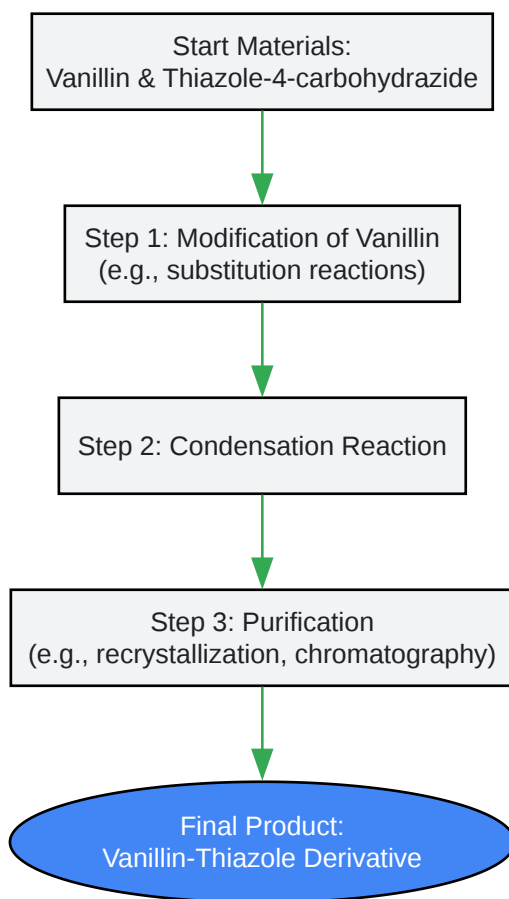 Start Materials:
Vanillin & Thiazole-4-carbohydrazide
Step 1: Modification of Vanillin
(e.g., substitution reactions)
Step 2: Condensation Reaction
Step 3: Purification
(e.g., recrystallization, chromatography)
Final Product:
Vanillin-Thiazole Derivative